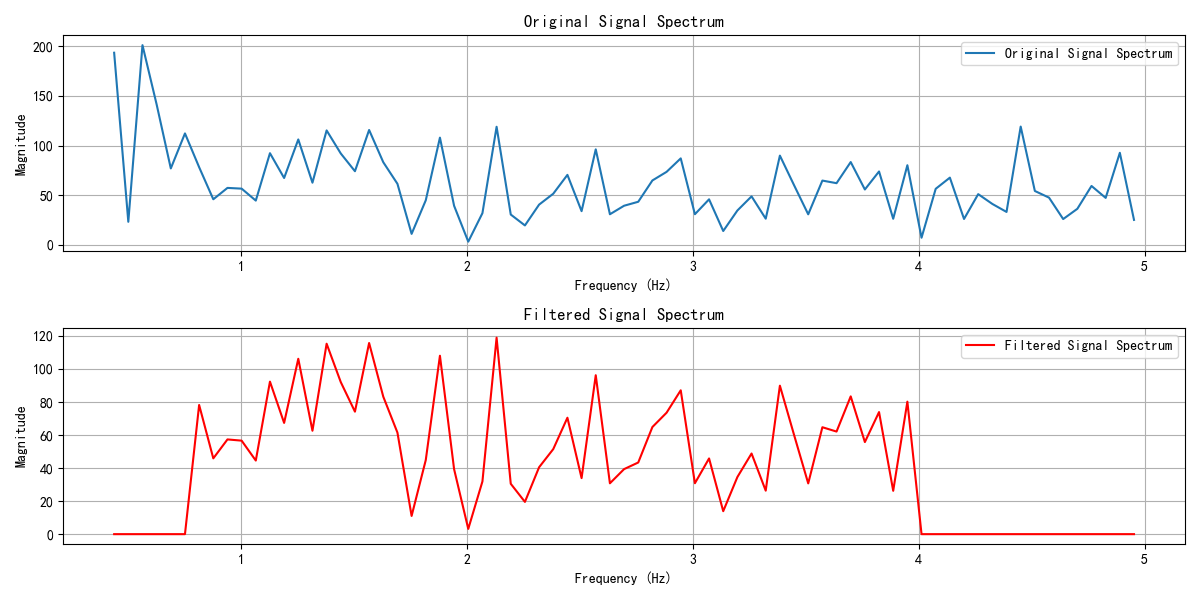 Original Signal Spectrum
200
150
100
50
0
Magnitude
Original Signal Spectrum
1 2 3 4 5
Frequency (Hz)
Filtered Signal Spectrum
120
100
80
60
40
20
0
Magnitude
Filtered Signal Spectrum
1 2 3 4 5
Frequency (Hz)